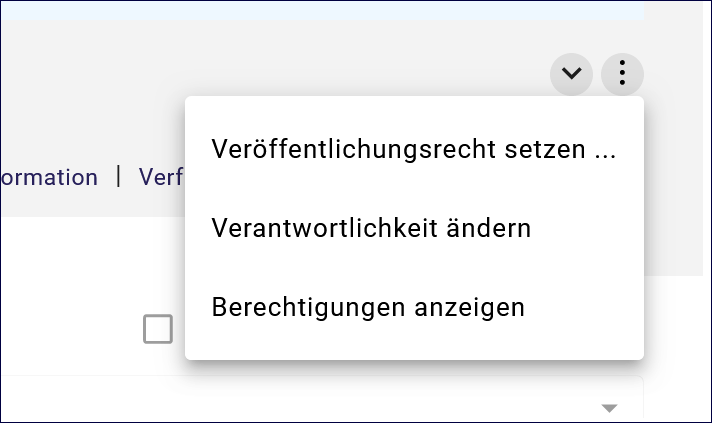 Veröffentlichungsrecht setzen ...
ormation | Verf
Verantwortlichkeit ändern
Berechtigungen anzeigen